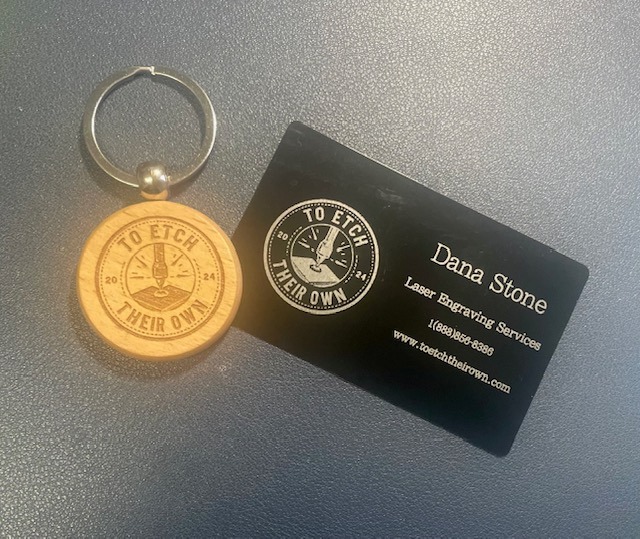 TO ETCH
20 24
THEIR OWN
TO ETCH
20 24
THEIR OWN
Dana Stone
Laser Engraving Services
1(888)856-8386
www.toetchtheirown.com